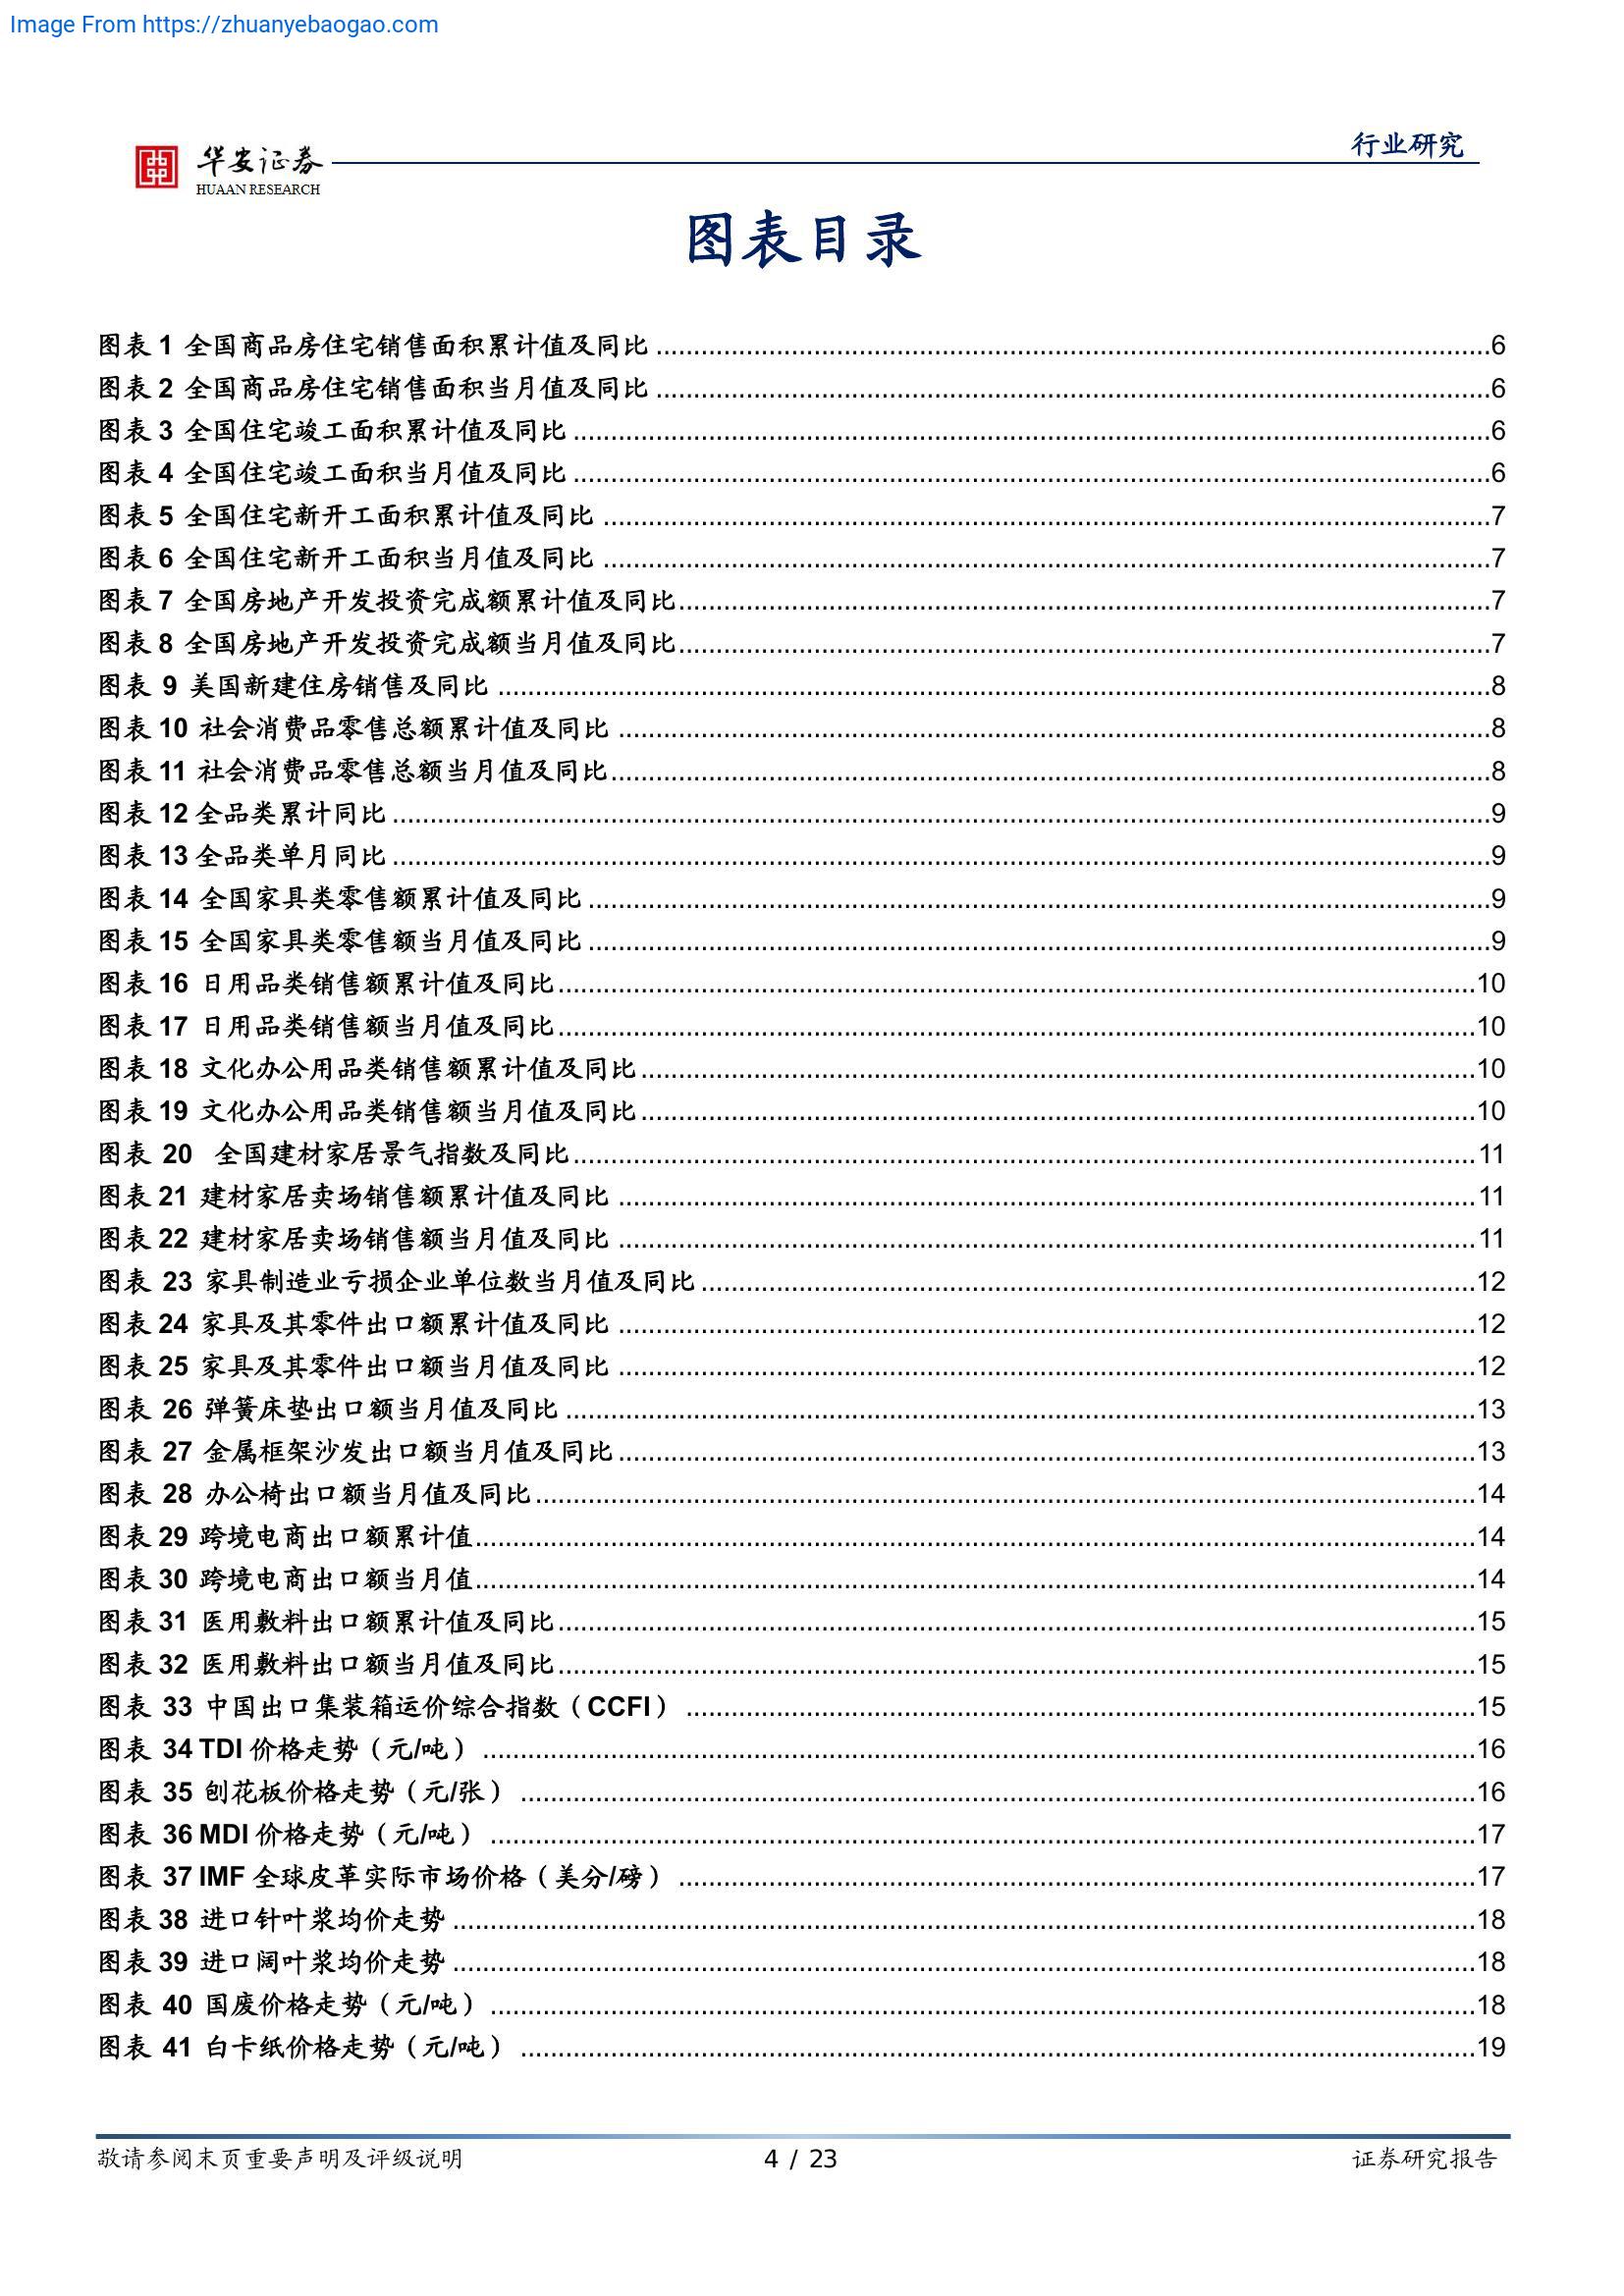 Image From https://zhuanyebaogao.com
华安证券
HUAAN RESEARCH
行业研究
图表目录
图表 1 全国商品房住宅销售面积累计值及同比 ........ 6
图表 2 全国商品房住宅销售面积当月值及同比 ........ 6
图表 3 全国住宅竣工面积累计值及同比 ........ 6
图表 4 全国住宅竣工面积当月值及同比 ........ 6
图表 5 全国住宅新开工面积累计值及同比 ........ 7
图表 6 全国住宅新开工面积当月值及同比 ........ 7
图表 7 全国房地产开发投资完成额累计值及同比 ........ 7
图表 8 全国房地产开发投资完成额当月值及同比 ........ 7
图表 9 美国新建住房销售及同比 ........ 8
图表 10 社会消费品零售总额累计值及同比 ........ 8
图表 11 社会消费品零售总额当月值及同比 ........ 8
图表 12 全品类累计同比 ........ 9
图表 13 全品类单月同比 ........ 9
图表 14 全国家具类零售额累计值及同比 ........ 9
图表 15 全国家具类零售额当月值及同比 ........ 9
图表 16 日用品类销售额累计值及同比 ........ 10
图表 17 日用品类销售额当月值及同比 ........ 10
图表 18 文化办公用品类销售额累计值及同比 ........ 10
图表 19 文化办公用品类销售额当月值及同比 ........ 10
图表 20 全国建材家居景气指数及同比 ........ 11
图表 21 建材家居卖场销售额累计值及同比 ........ 11
图表 22 建材家居卖场销售额当月值及同比 ........ 11
图表 23 家具制造业亏损企业单位数当月值及同比 ........ 12
图表 24 家具及其零件出口额累计值及同比 ........ 12
图表 25 家具及其零件出口额当月值及同比 ........ 12
图表 26 弹簧床垫出口额当月值及同比 ........ 13
图表 27 金属框架沙发出口额当月值及同比 ........ 13
图表 28 办公椅出口额当月值及同比 ........ 14
图表 29 跨境电商出口额累计值 ........ 14
图表 30 跨境电商出口额当月值 ........ 14
图表 31 医用敷料出口额累计值及同比 ........ 15
图表 32 医用敷料出口额当月值及同比 ........ 15
图表 33 中国出口集装箱运价综合指数（CCFI） ........ 15
图表 34 TDI 价格走势（元/吨） ........ 16
图表 35 刨花板价格走势（元/张） ........ 16
图表 36 MDI 价格走势（元/吨） ........ 17
图表 37 IMF 全球皮革实际市场价格（美分/磅） ........ 17
图表 38 进口针叶浆均价走势 ........ 18
图表 39 进口阔叶浆均价走势 ........ 18
图表 40 国废价格走势（元/吨） ........ 18
图表 41 白卡纸价格走势（元/吨） ........ 19
敬请参阅末页重要声明及评级说明
4 / 23
证券研究报告